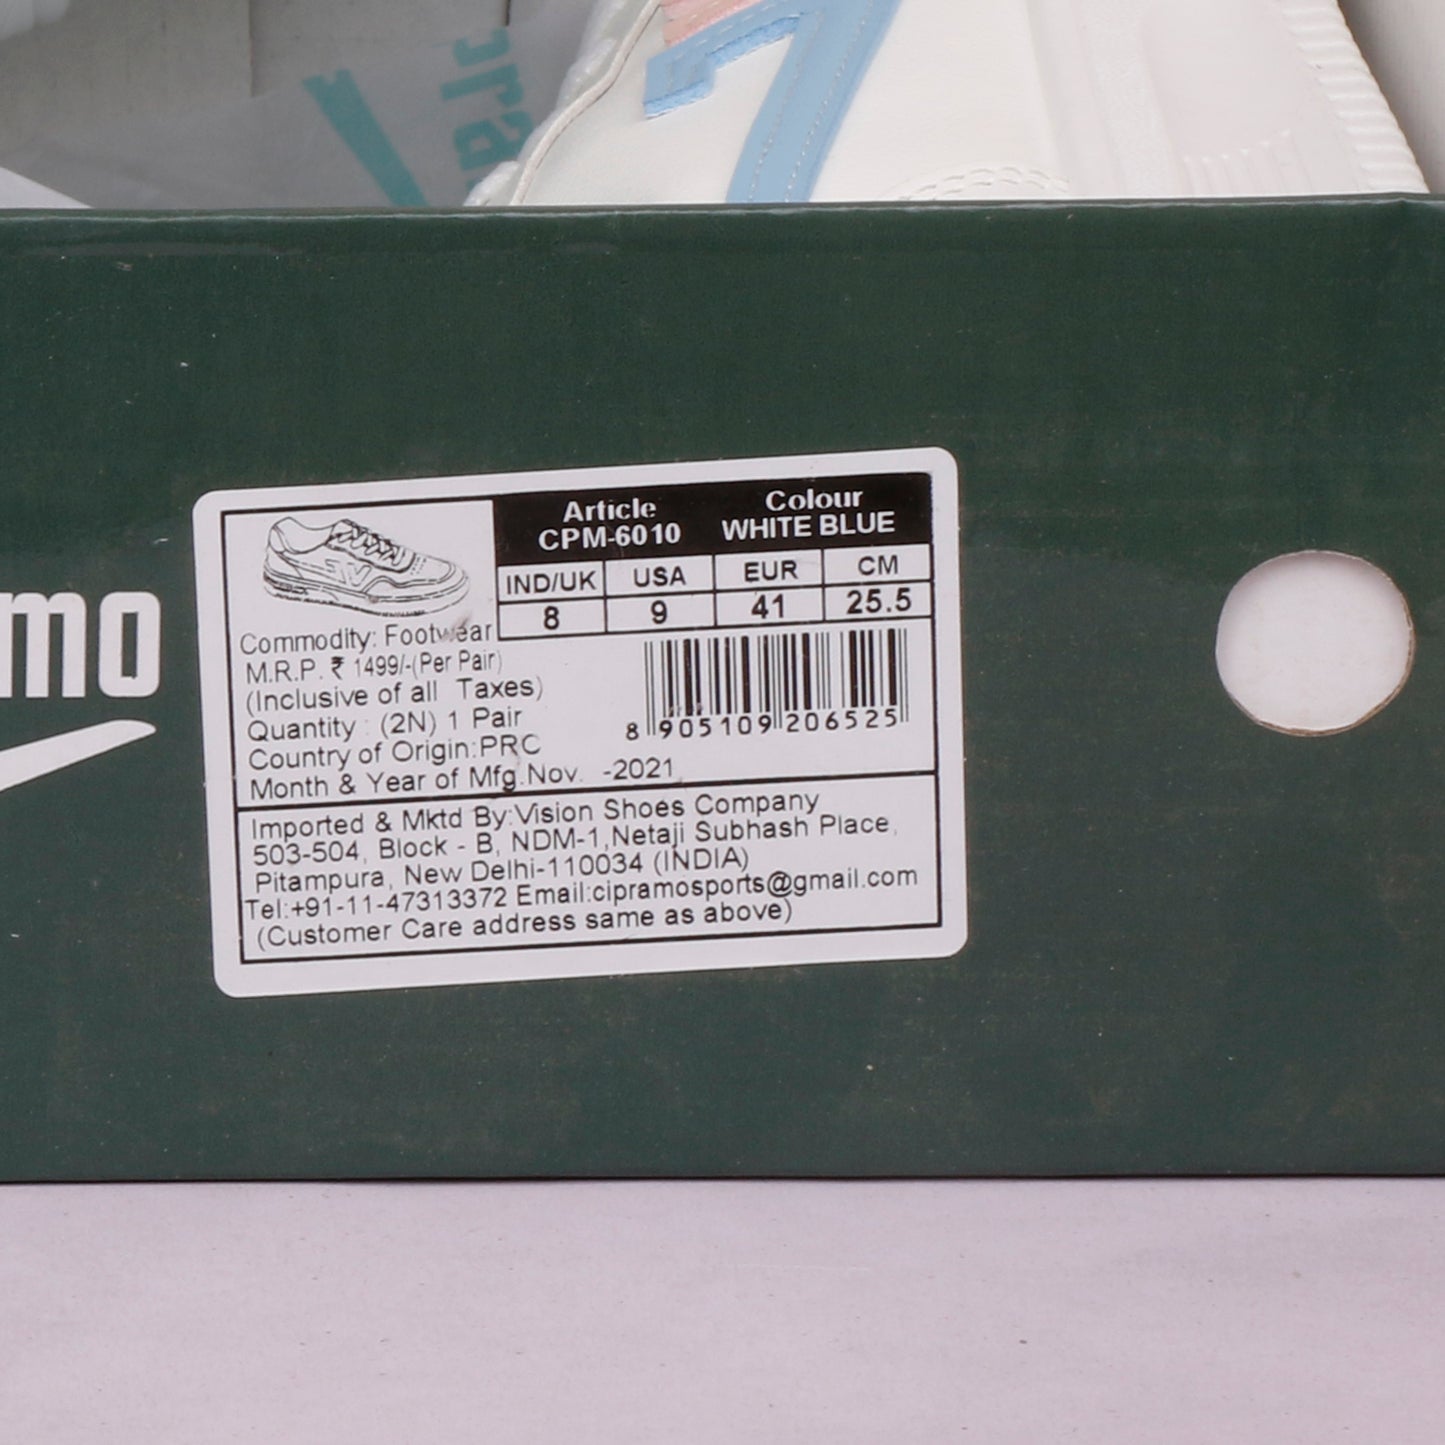 mo
Article
CPM-6010
Colour
WHITE BLUE
IND/UK USA EUR CM
8 9 41 25.5
Commodity: Footwear
M.R.P. ₹ 1499/-(Per Pair)
(Inclusive of all Taxes)
Quantity : (2N) 1 Pair
Country of Origin:PRC
Month & Year of Mfg.Nov. -2021
8 905109 206525
Imported & Mktd By:Vision Shoes Company
503-504, Block - B, NDM-1,Netaji Subhash Place,
Pitampura, New Delhi-110034 (INDIA)
Tel:+91-11-47313372 Email:cipramosports@gmail.com
(Customer Care address same as above)